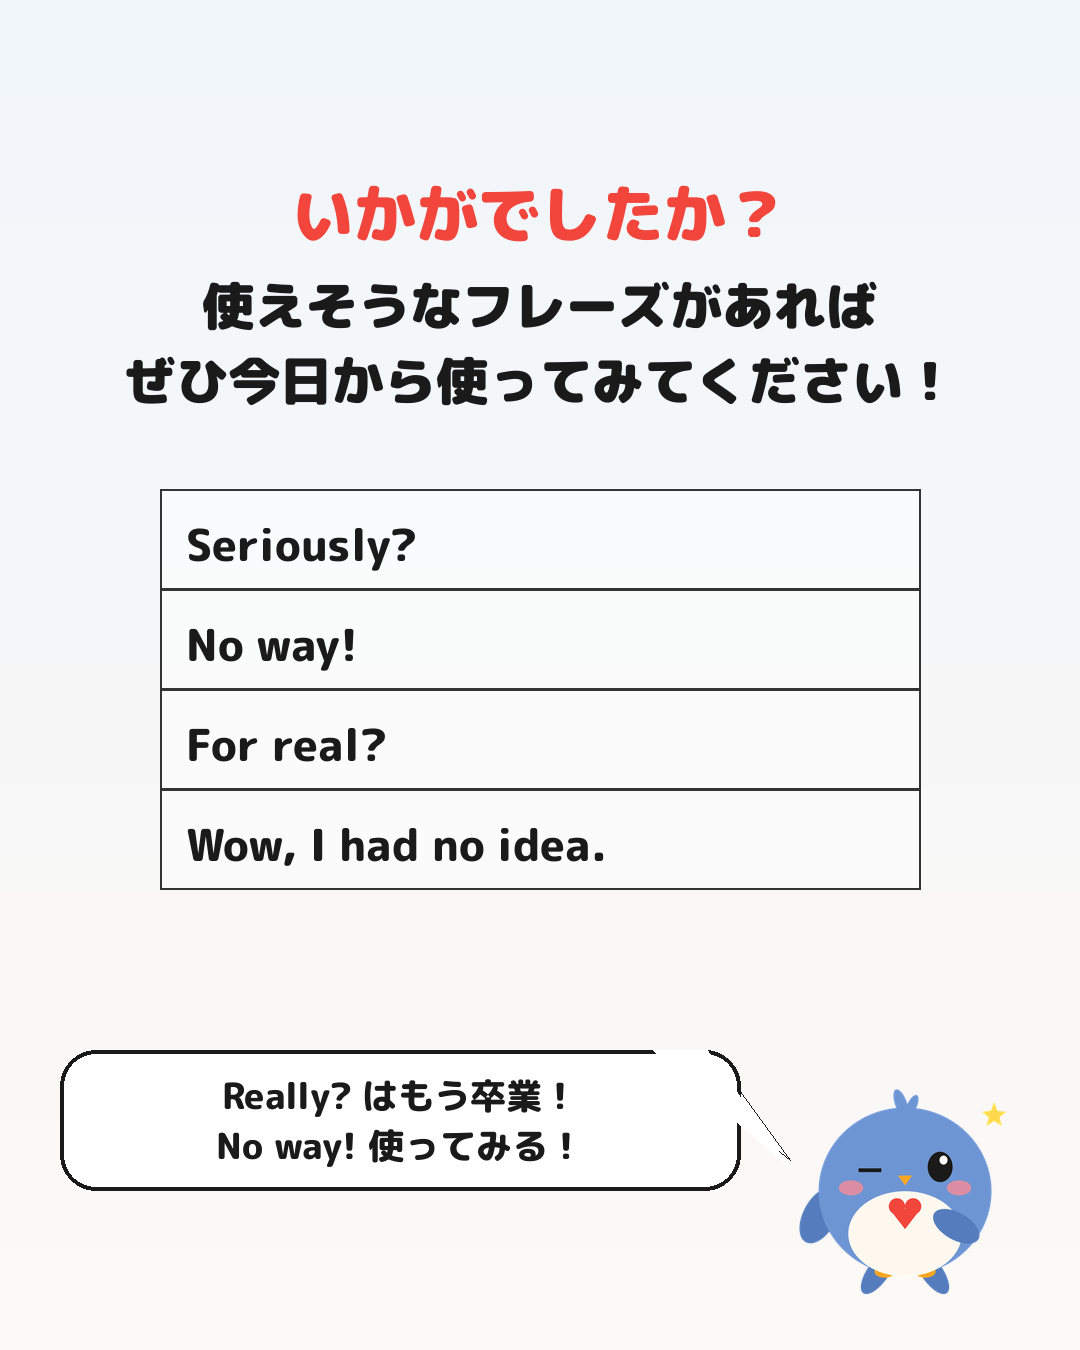 いかがでしたか？
使えそうなフレーズがあれば
ぜひ今日から使ってみてください！
Seriously?
No way!
For real?
Wow, I had no idea.
Really? はもう卒業！
No way! 使ってみる！